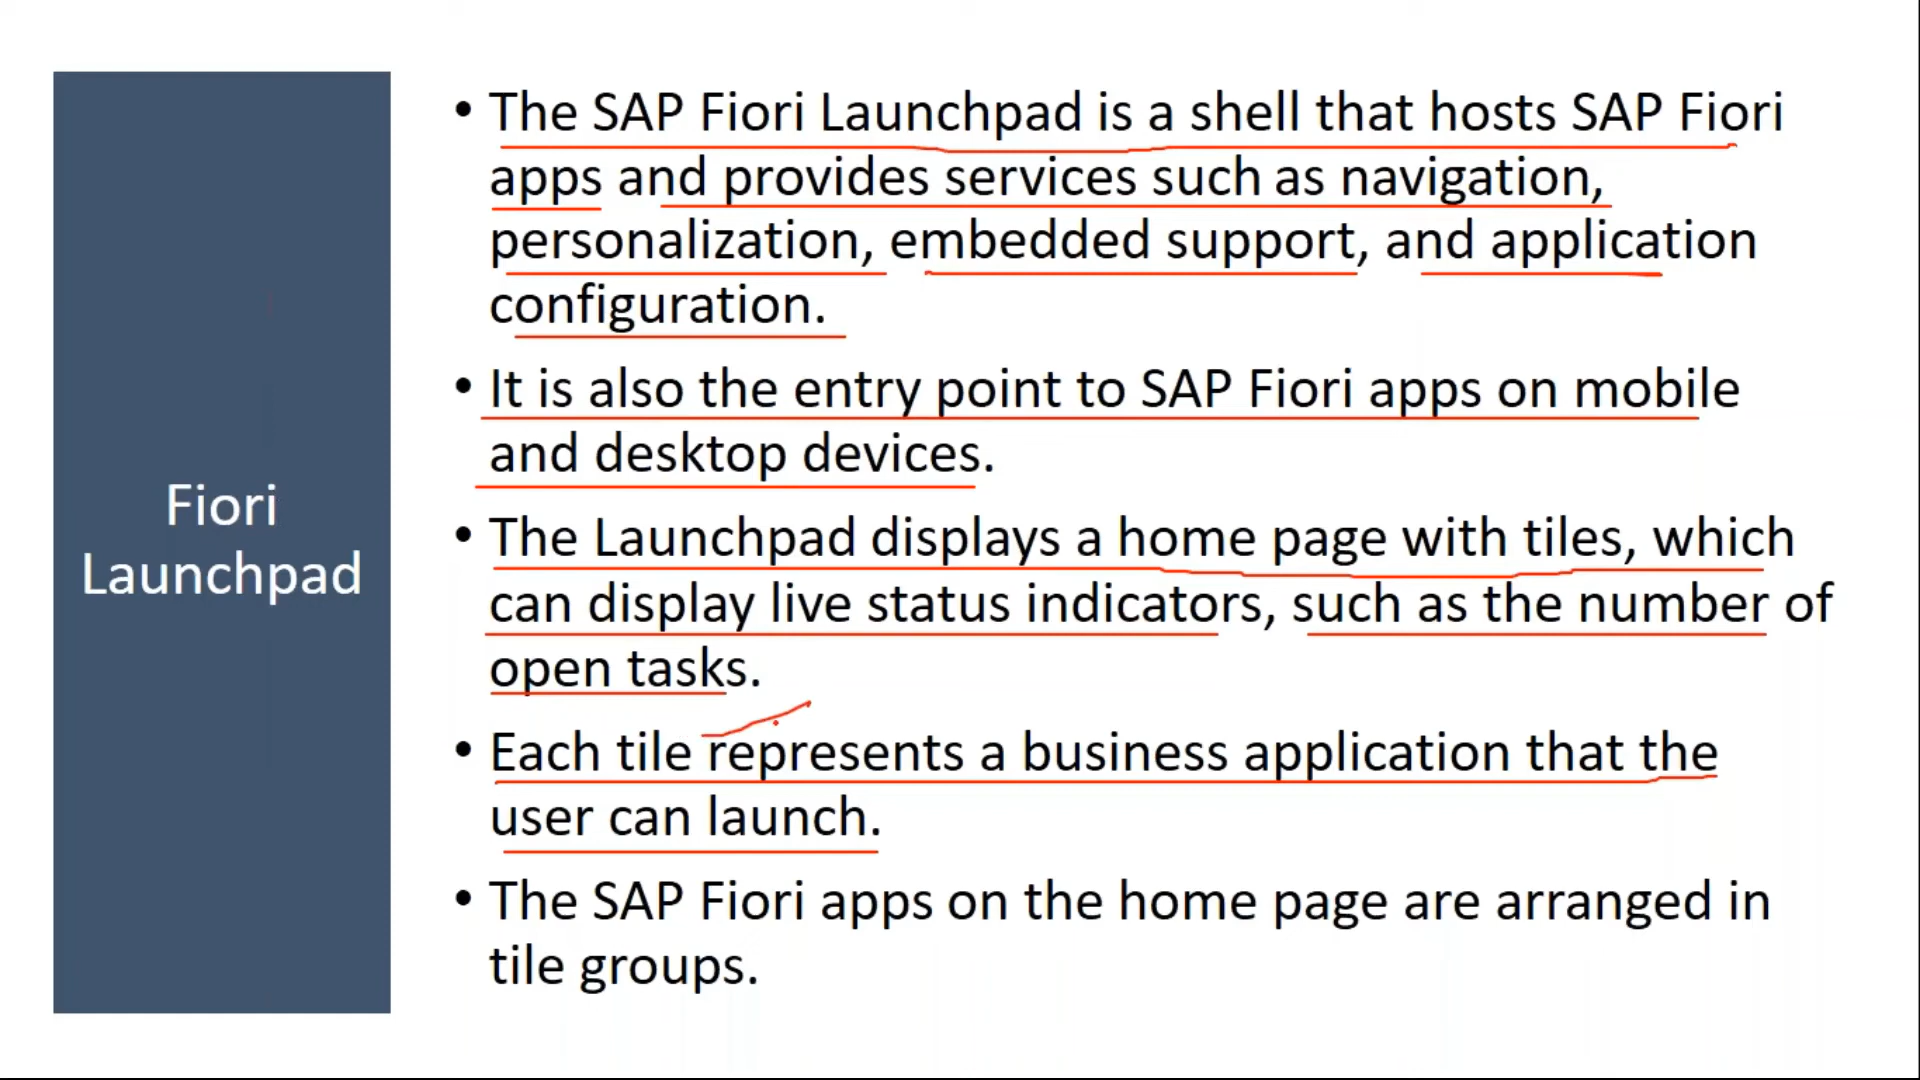 Fiori
Launchpad
• The SAP Fiori Launchpad is a shell that hosts SAP Fiori
apps and provides services such as navigation,
personalization, embedded support, and application
configuration.
• It is also the entry point to SAP Fiori apps on mobile
and desktop devices.
• The Launchpad displays a home page with tiles, which
can display live status indicators, such as the number of
open tasks.
• Each tile represents a business application that the
user can launch.
• The SAP Fiori apps on the home page are arranged in
tile groups.